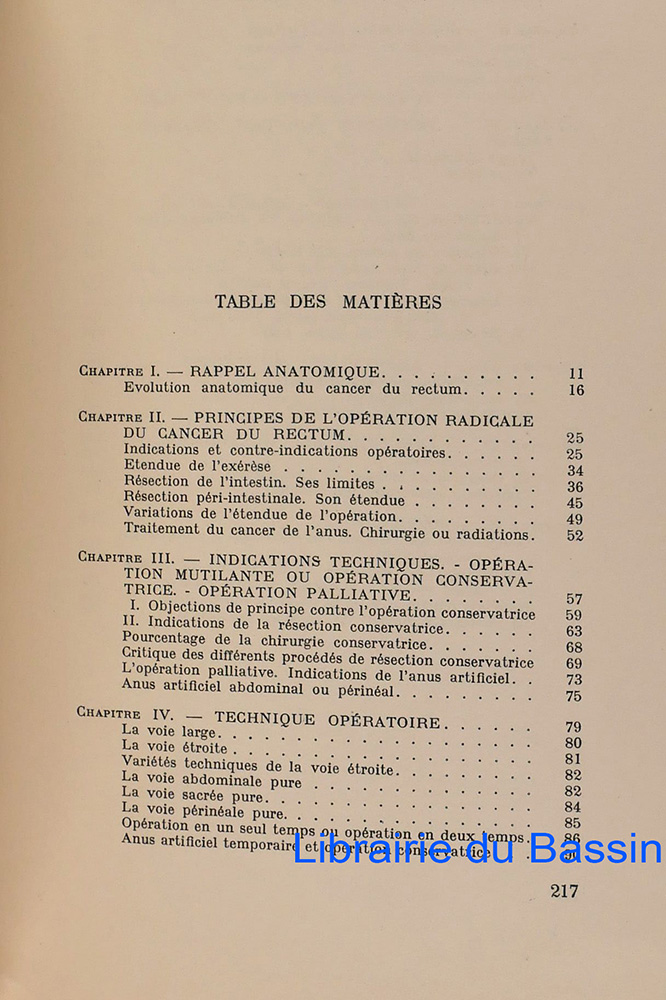 TABLE DES MATIÈRES
CHAPITRE I. — RAPPEL ANATOMIQUE. . . . . . . . . . 11
Evolution anatomique du cancer du rectum. . . . . 16
CHAPITRE II. — PRINCIPES DE L'OPÉRATION RADICALE
DU CANCER DU RECTUM. . . . . . . . . . . . 25
Indications et contre-indications opératoires. . . . . . 25
Etendue de l'exérèse . . . . . . . . . . . . . . . 34
Résection de l'intestin. Ses limites . . . . . . . . . 36
Résection péri-intestinale. Son étendue . . . . . . . 45
Variations de l'étendue de l'opération. . . . . . . . . 49
Traitement du cancer de l'anus. Chirurgie ou radiations. 52
CHAPITRE III. — INDICATIONS TECHNIQUES. - OPÉRA-
TION MUTILANTE OU OPÉRATION CONSERVA-
TRICE. - OPÉRATION PALLIATIVE. . . . . . . . 57
I. Objections de principe contre l'opération conservatrice 59
II. Indications de la résection conservatrice. . . . . . 63
Pourcentage de la chirurgie conservatrice. . . . . . . 68
Critique des différents procédés de résection conservatrice 69
L'opération palliative. Indications de l'anus artificiel. . 73
Anus artificiel abdominal ou périnéal. . . . . . . . . 75
CHAPITRE IV. — TECHNIQUE OPÉRATOIRE. . . . . . 79
La voie large. . . . . . . . . . . . . . . . . . 80
La voie étroite . . . . . . . . . . . . . . . . . 81
Variétés techniques de la voie étroite. . . . . . . . . 82
La voie abdominale pure . . . . . . . . . . . . 82
La voie sacrée pure. . . . . . . . . . . . . . . 84
La voie périnéale pure. . . . . . . . . . . . . . 85
Opération en un seul temps ou opération en deux temps. 86
Anus artificiel temporaire et opération conservatrice .
Librairie du Bassin
217